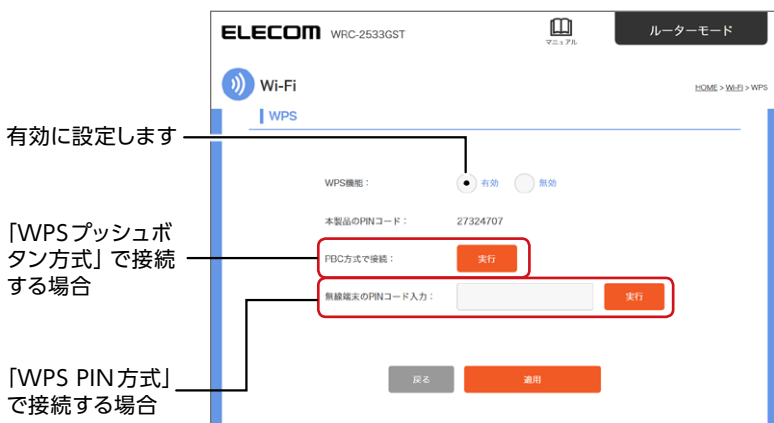 ELECOM WRC-2533GST
マニュアル
ルーターモード
Wi-Fi
HOME > Wi-Fi > WPS
WPS
有効に設定します
WPS機能：
有効
無効
本製品のPINコード：
27324707
「WPSプッシュボ
タン方式」で接続
する場合
PBC方式で接続：
実行
無線端末のPINコード入力：
実行
「WPS PIN方式」
で接続する場合
戻る
適用